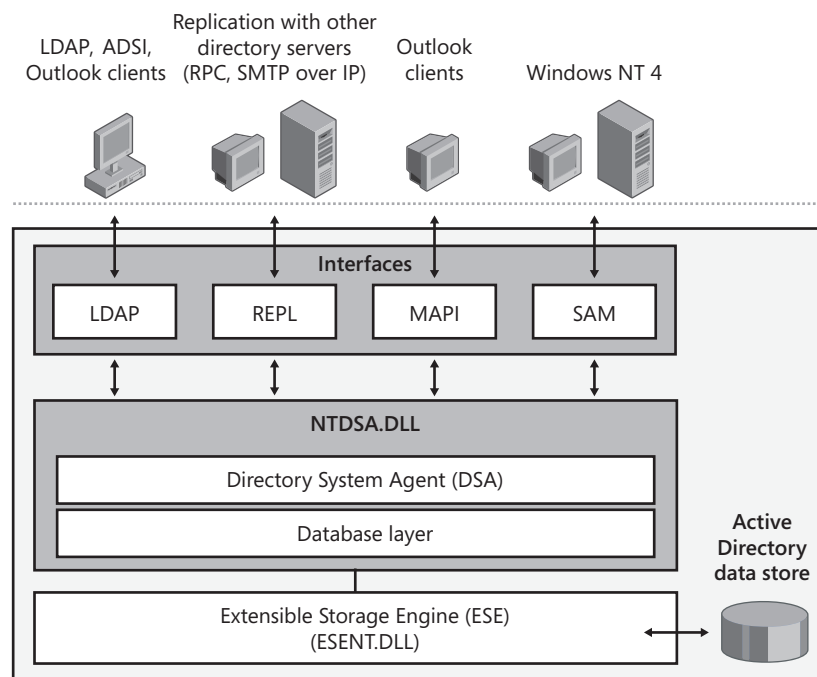 LDAP, ADSI,
Outlook clients
Replication with other
directory servers
(RPC, SMTP over IP)
Outlook
clients
Windows NT 4
Interfaces
LDAP
REPL
MAPI
SAM
NTDSA.DLL
Directory System Agent (DSA)
Database layer
Active
Directory
data store
Extensible Storage Engine (ESE)
(ESENT.DLL)